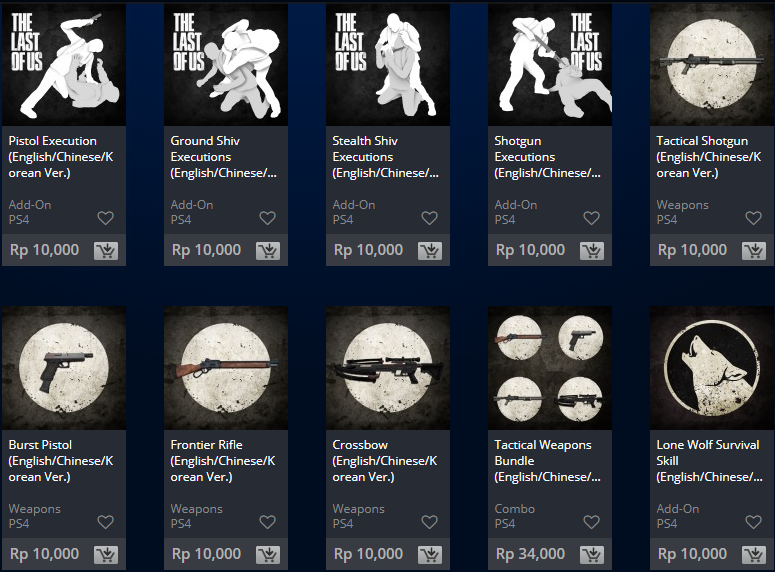 THE
LAST
OF US
Pistol Execution
(English/Chinese/K
orean Ver.)
Add-On
PS4
Rp 10,000
THE
LAST
OF US
Ground Shiv
Executions
(English/Chinese/...
Add-On
PS4
Rp 10,000
THE
LAST
OF US
Stealth Shiv
Executions
(English/Chinese/...
Add-On
PS4
Rp 10,000
THE
LAST
OF US
Shotgun
Executions
(English/Chinese/...
Add-On
PS4
Rp 10,000
Tactical Shotgun
(English/Chinese/K
orean Ver.)
Weapons
PS4
Rp 10,000
Burst Pistol
(English/Chinese/K
orean Ver.)
Weapons
PS4
Rp 10,000
Frontier Rifle
(English/Chinese/K
orean Ver.)
Weapons
PS4
Rp 10,000
Crossbow
(English/Chinese/K
orean Ver.)
Weapons
PS4
Rp 10,000
Tactical Weapons
Bundle
(English/Chinese/...
Combo
PS4
Rp 34,000
Lone Wolf Survival
Skill
(English/Chinese/...
Add-On
PS4
Rp 10,000